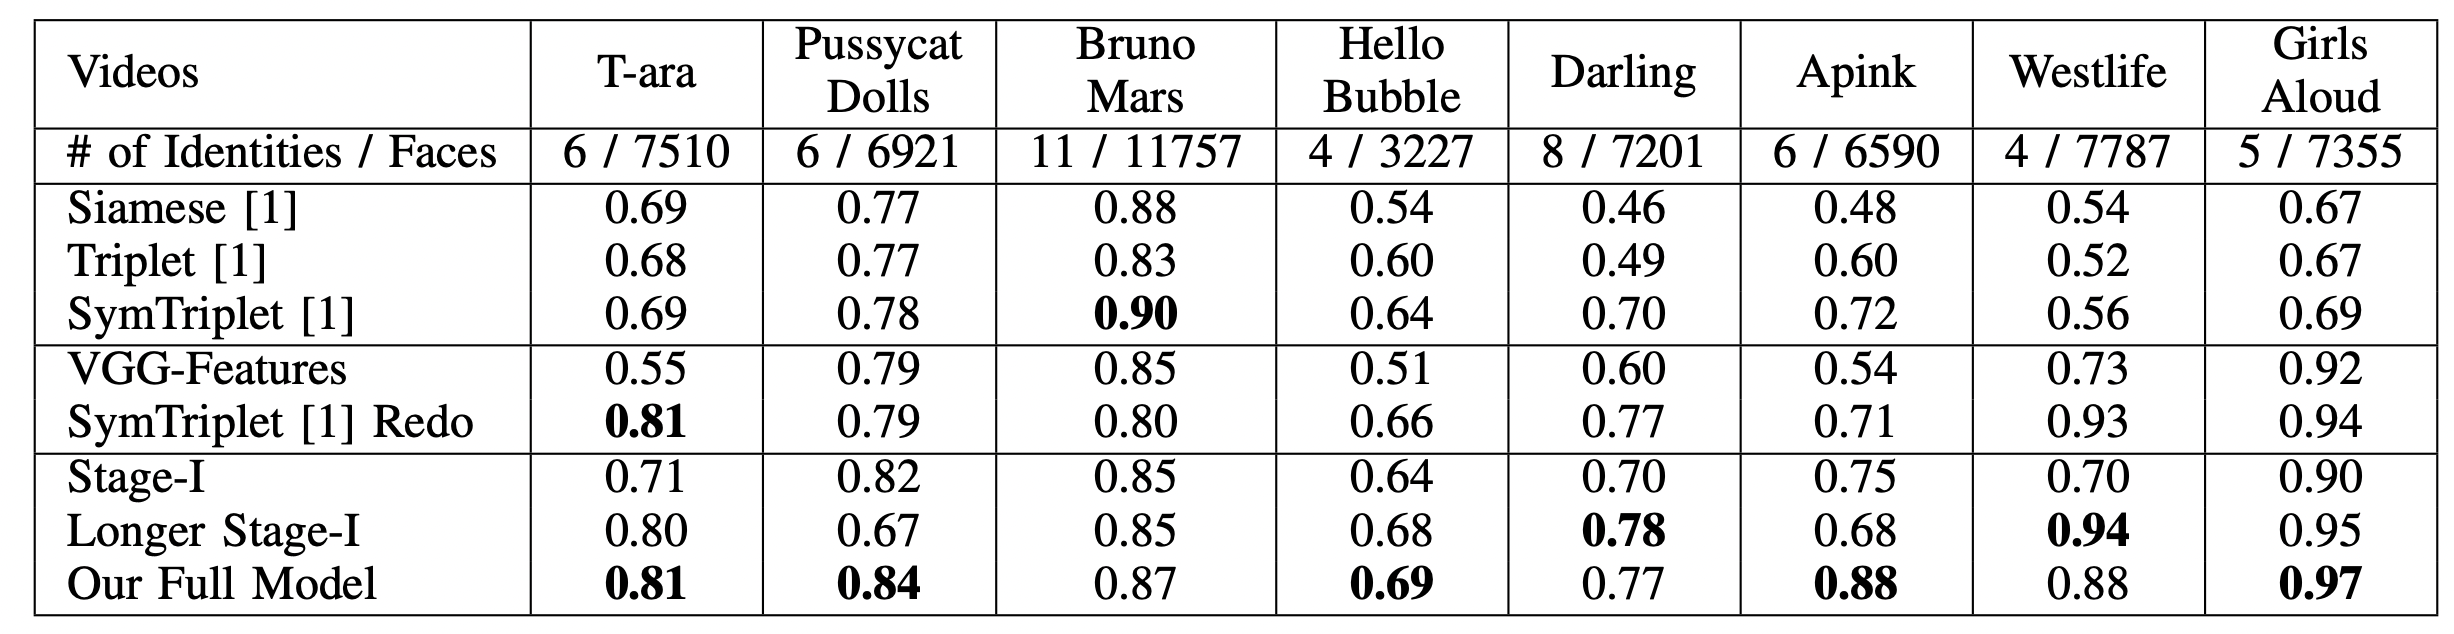 Videos T-ara Pussycat Dolls Bruno Mars Hello Bubble Darling Apink Westlife Girls Aloud
# of Identities / Faces 6 / 7510 6 / 6921 11 / 11757 4 / 3227 8 / 7201 6 / 6590 4 / 7787 5 / 7355
Siamese [1] 0.69 0.77 0.88 0.54 0.46 0.48 0.54 0.67
Triplet [1] 0.68 0.77 0.83 0.60 0.49 0.60 0.52 0.67
SymTriplet [1] 0.69 0.78 0.90 0.64 0.70 0.72 0.56 0.69
VGG-Features 0.55 0.79 0.85 0.51 0.60 0.54 0.73 0.92
SymTriplet [1] Redo 0.81 0.79 0.80 0.66 0.77 0.71 0.93 0.94
Stage-I 0.71 0.82 0.85 0.64 0.70 0.75 0.70 0.90
Longer Stage-I 0.80 0.67 0.85 0.68 0.78 0.68 0.94 0.95
Our Full Model 0.81 0.84 0.87 0.69 0.77 0.88 0.88 0.97